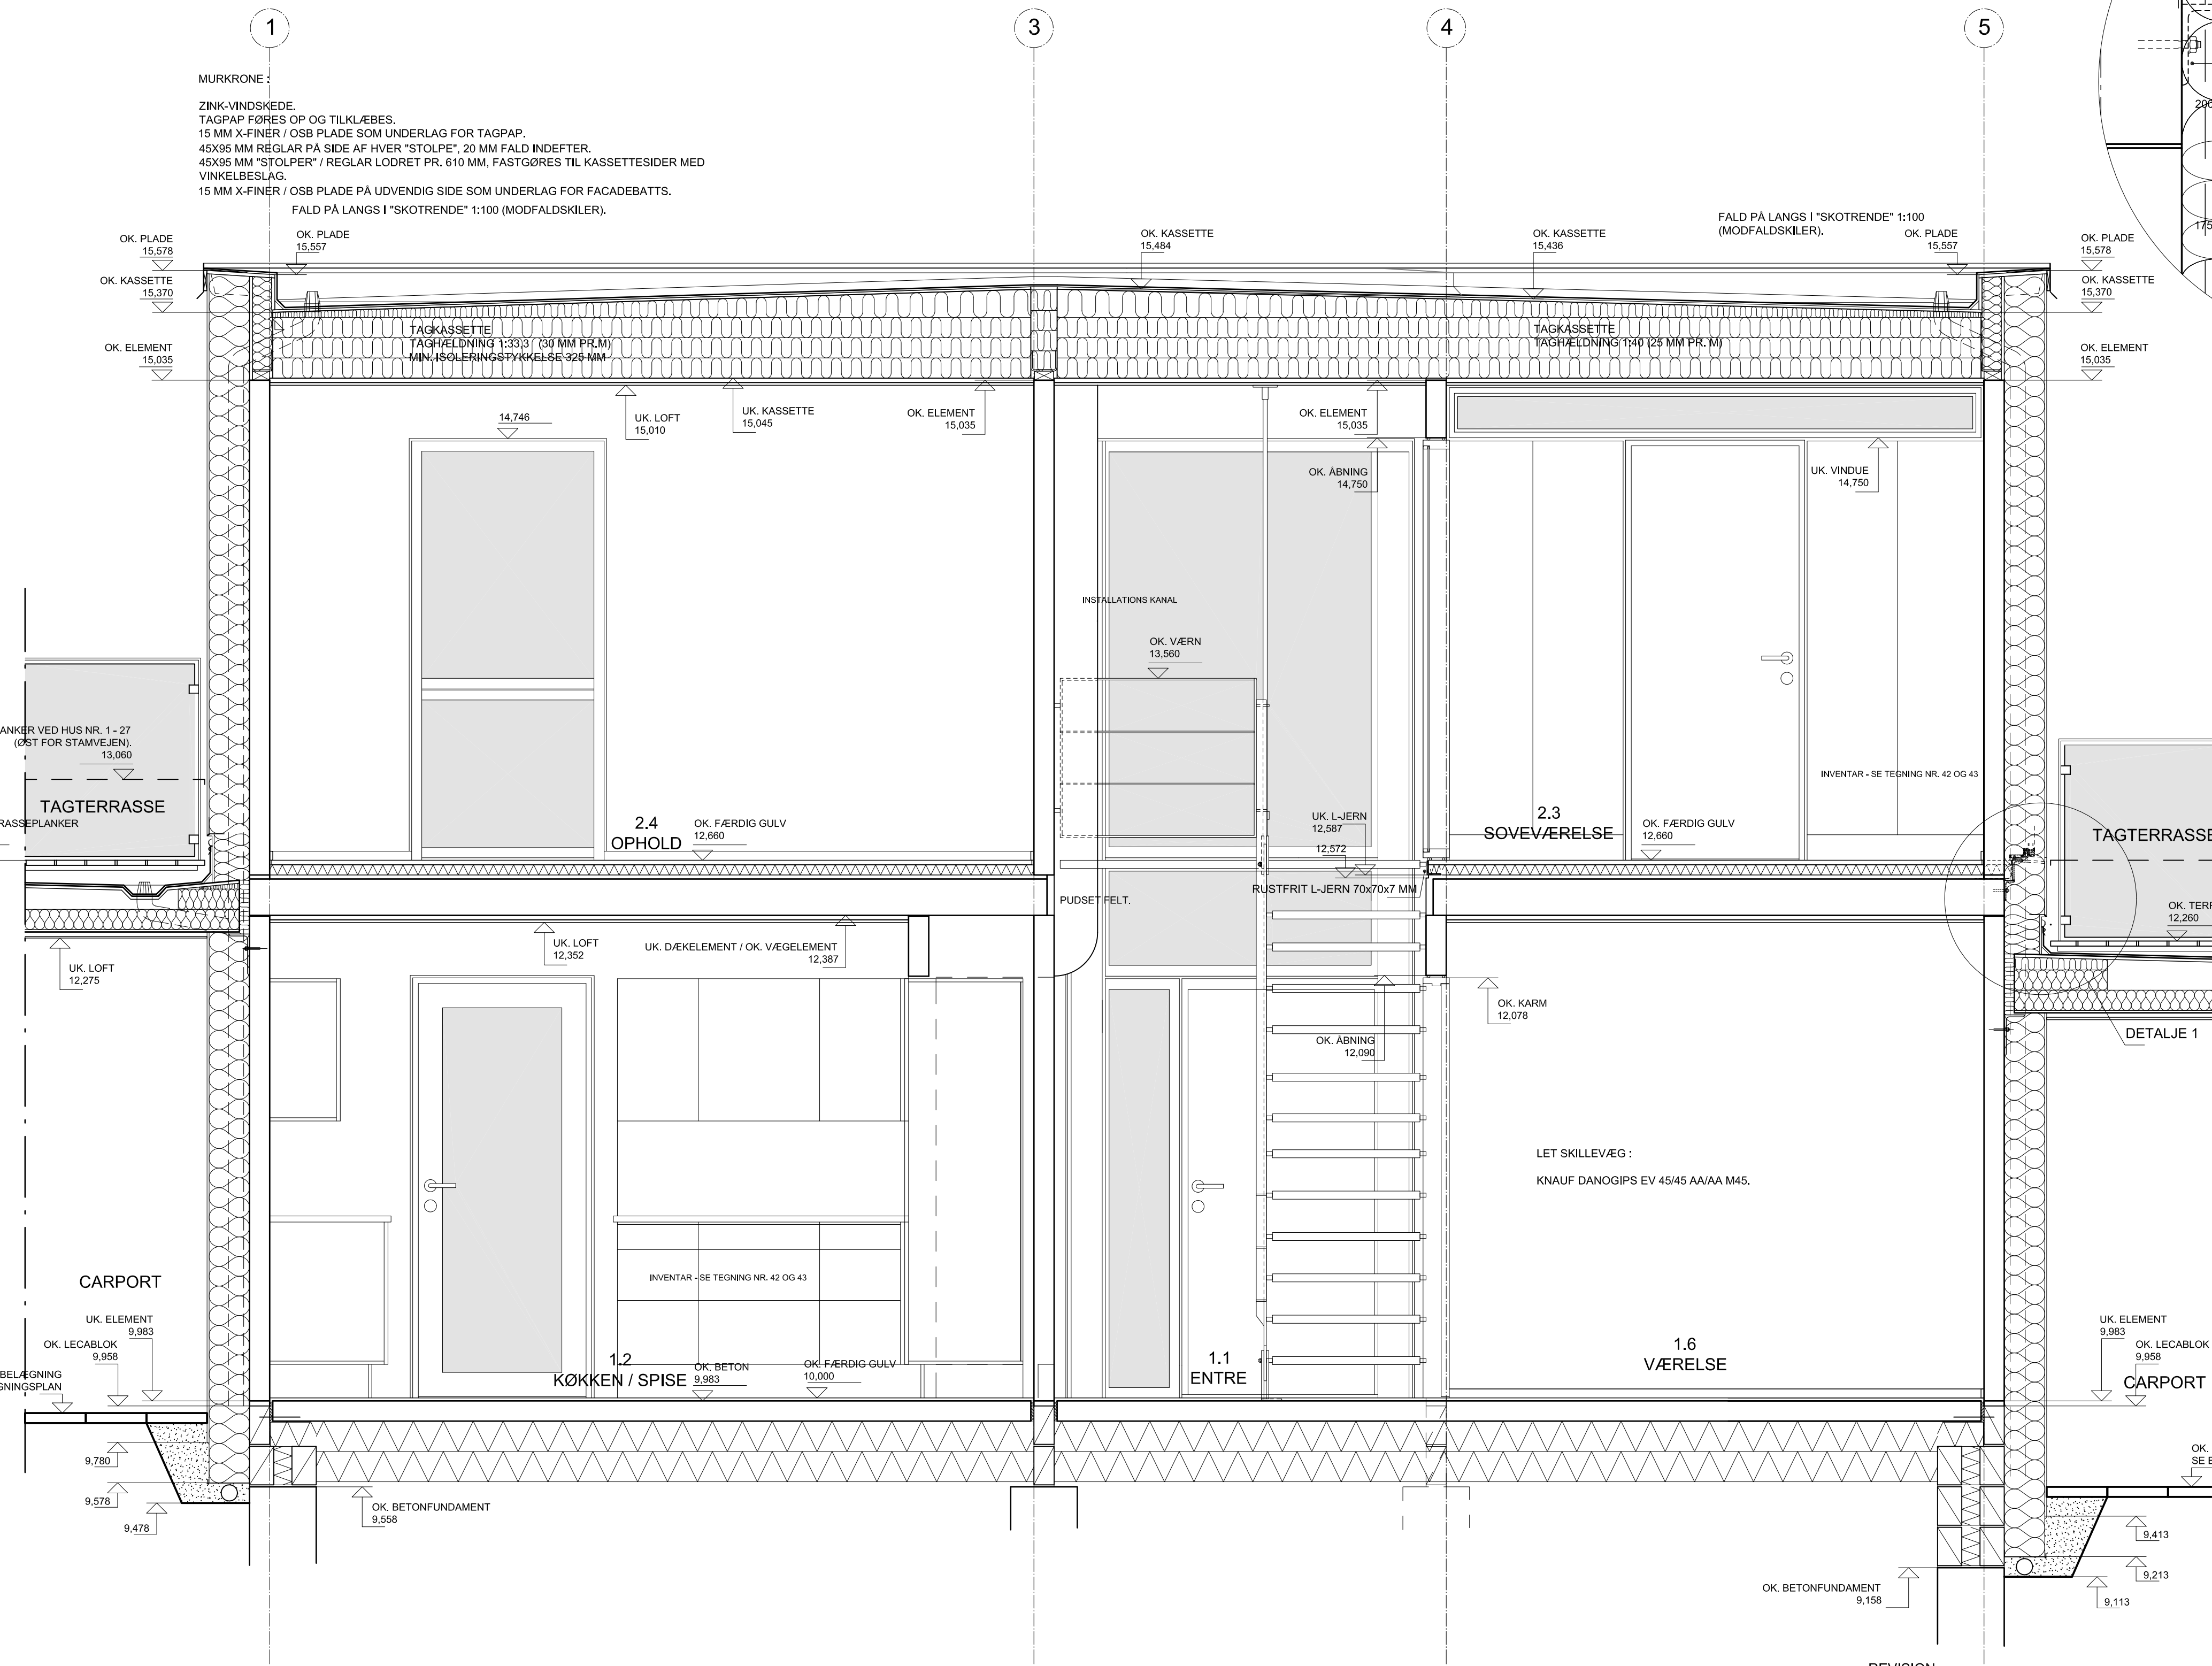 1
3
4
5
MURKRONE :
ZINK-VINDSKEDE.
TAGPAP FØRES OP OG TILKLÆBES.
15 MM X-FINER / OSB PLADE SOM UNDERLAG FOR TAGPAP.
45X95 MM REGLAR PÅ SIDE AF HVER "STOLPE", 20 MM FALD INDEFTER.
45X95 MM "STOLPER" / REGLAR LODRET PR. 610 MM, FASTGØRES TIL KASSETTESIDER MED
VINKELBESLAG.
15 MM X-FINER / OSB PLADE PÅ UDVENDIG SIDE SOM UNDERLAG FOR FACADEBATTS.
FALD PÅ LANGS I "SKOTRENDE" 1:100 (MODFALDSKILER).
OK. PLADE
15,578
OK. PLADE
15,557
OK. KASSETTE
15,484
OK. KASSETTE
15,436
FALD PÅ LANGS I "SKOTRENDE" 1:100
(MODFALDSKILER).
OK. PLADE
15,557
OK. PLADE
15,578
175
OK. KASSETTE
15,370
OK. KASSETTE
15,370
TAGKASSETTE
TAGHÆLDNING 1:33,3 (30 MM PR.M)
MIN. ISOLERINGSTYKKELSE 325 MM
TAGKASSETTE
TAGHÆLDNING 1:40 (25 MM PR. M)
OK. ELEMENT
15,035
OK. ELEMENT
15,035
14,746
UK. LOFT
15,010
UK. KASSETTE
15,045
OK. ELEMENT
15,035
OK. ELEMENT
15,035
OK. ÅBNING
14,750
UK. VINDUE
14,750
INSTALLATIONS KANAL
OK. VÆRN
13,560
ANKER VED HUS NR. 1 - 27
(ØST FOR STAMVEJEN).
13,060
TAGTERRASSE
RASSEPLANKER
2.4
OPHOLD
OK. FÆRDIG GULV
12,660
UK. L-JERN
12,587
12,572
RUSTFRIT L-JERN 70x70x7 MM
PUDSET FELT.
2.3
SOVEVÆRELSE
OK. FÆRDIG GULV
12,660
INVENTAR - SE TEGNING NR. 42 OG 43
TAGTERRASSE
OK. TERR
12,260
UK. LOFT
12,275
UK. LOFT
12,352
UK. DÆKELEMENT / OK. VÆGELEMENT
12,387
OK. KARM
12,078
OK. ÅBNING
12,090
DETALJE 1
LET SKILLEVÆG :
KNAUF DANOGIPS EV 45/45 AA/AA M45.
CARPORT
INVENTAR - SE TEGNING NR. 42 OG 43
UK. ELEMENT
9,983
OK. LECABLOK
9,958
BELÆGNING
GNINGSPLAN
1.2
KØKKEN / SPISE
OK. BETON
9,983
OK. FÆRDIG GULV
10,000
1.1
ENTRE
1.6
VÆRELSE
UK. ELEMENT
9,983
OK. LECABLOK
9,958
CARPORT
9,780
9,578
9,478
OK. BETONFUNDAMENT
9,558
OK.
9,413
9,213
9,113
OK. BETONFUNDAMENT
9,158